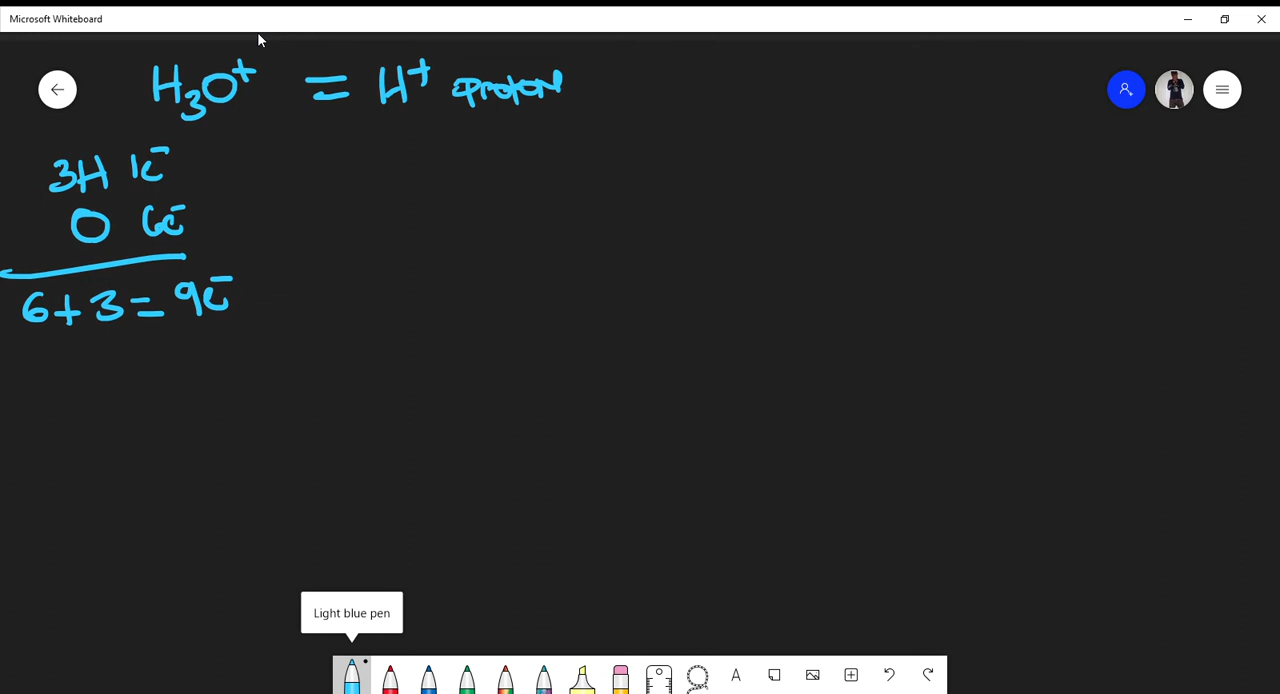 Microsoft Whiteboard
H₃O⁺ = H⁺ proton
3H 1e⁻
O 6e⁻
6+3=9e⁻
Light blue pen
A